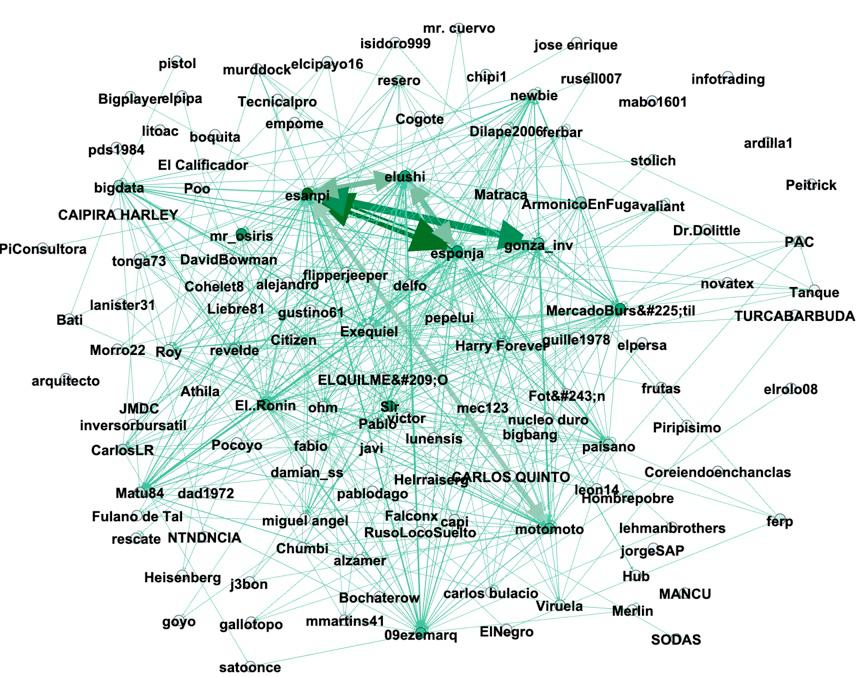 mr. cuervo
isidoro999
jose enrique
pistol
murddock
elcipayo16
resero
chipi1
rusell007
infotrading
Bigplayer
elpipa
Tecnicalpro
newbie
mabo1601
litoac
boquita
empome
Cogote
Dilape2006
ferbar
ardilla1
pds1984
El Calificador
stolich
bigdata
Poo
esanpi
elushi
Matraca
ArmonicoEnFuga
valiant
Peitrick
CAIPIRA HARLEY
mr_osiris
gonza_inv
Dr.Dolittle
PAC
PiConsultora
tonga73
DavidBowman
esponja
Cohelet8
alejandro
flipperjeeper
delfo
novatex
Tanque
lanister31
Liebre81
gustino61
pepelui
MercadoBurs&#225;til
TURCABARBUDA
Bati
Exequiel
Morro22
Roy
revelde
Citizen
Harry Forever
guille1978
elpersa
arquitecto
Athila
ELQUILME&#209;O
frutas
elrolo08
JMDC
El..Ronin
ohm
Sir
mec123
Fot&#243;n
inversorbursatil
Pablo
victor
nucleo duro
Piripisimo
CarlosLR
Pocoyo
fabio
javi
lunensis
bigbang
paisano
damian_ss
Helrraiserg
CARLOS QUINTO
Coreiendoenchanclas
Matu84
dad1972
pablodago
leon14
Hombrepobre
Fulano de Tal
miguel angel
Falconx
capi
motomoto
lehmanbrothers
ferp
rescate
NTNDNCIA
RusoLocoSuelto
Chumbi
alzamer
jorgeSAP
Heisenberg
j3bon
Hub
Bochaterow
carlos bulacio
MANCU
goyo
gallotopo
mmartins41
Viruela
Merlin
09ezemarq
ElNegro
SODAS
satoonce